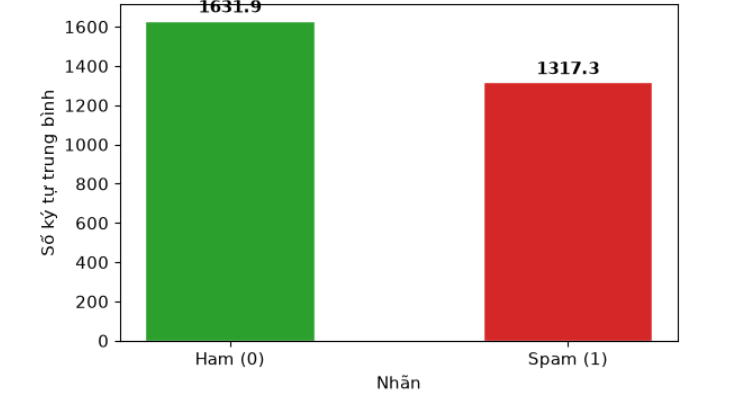 1631.9
1317.3
1600
1400
1200
1000
800
600
400
200
0
Số ký tự trung bình
Ham (0)
Spam (1)
Nhãn